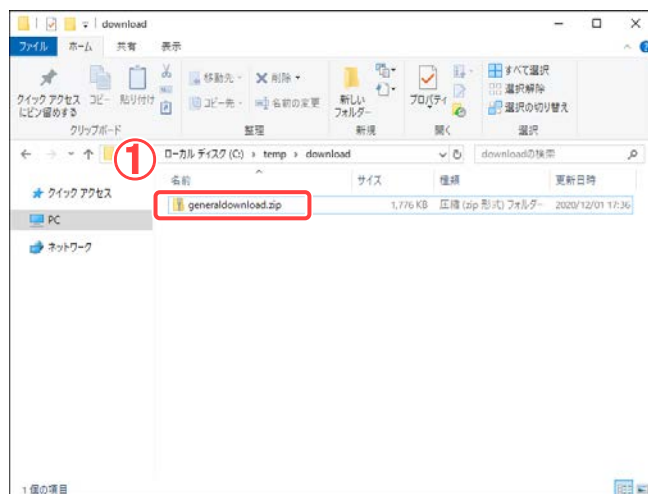 download
ファイル ホーム 共有 表示
クイック アクセス
にピン留めする
コピー 貼り付け
移動先 削除
コピー先 名前の変更
新しい
フォルダー
プロパティ
すべて選択
選択解除
選択の切り替え
クリップボード 整理 新規 開く 選択
① ローカル ディスク (C:) > temp > download downloadの検索
名前 サイズ 種類 更新日時
クイック アクセス
generaldownload.zip 1,776 KB 圧縮 (zip 形式) フォルダー 2020/12/01 17:36
PC
ネットワーク
1 個の項目